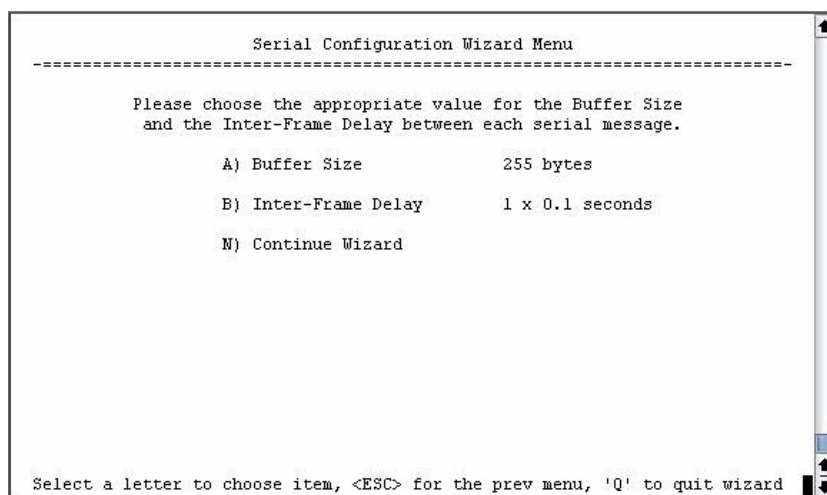 Serial Configuration Wizard Menu
-==========================================================================-
Please choose the appropriate value for the Buffer Size
and the Inter-Frame Delay between each serial message.
A) Buffer Size 255 bytes
B) Inter-Frame Delay 1 x 0.1 seconds
N) Continue Wizard
Select a letter to choose item, <ESC> for the prev menu, 'Q' to quit wizard